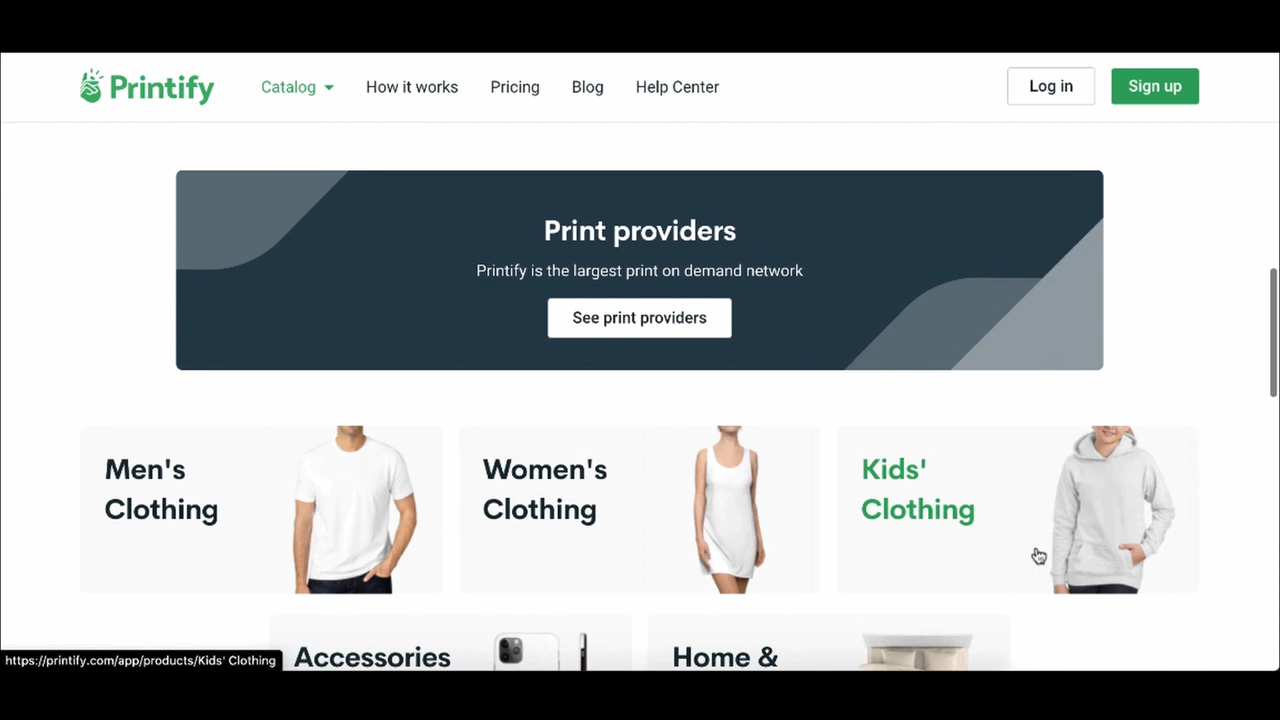 Printify
Catalog
How it works
Pricing
Blog
Help Center
Log in
Sign up
Print providers
Printify is the largest print on demand network
See print providers
Men's
Clothing
Women's
Clothing
Kids'
Clothing
Accessories
Home &
https://printify.com/app/products/Kids' Clothing